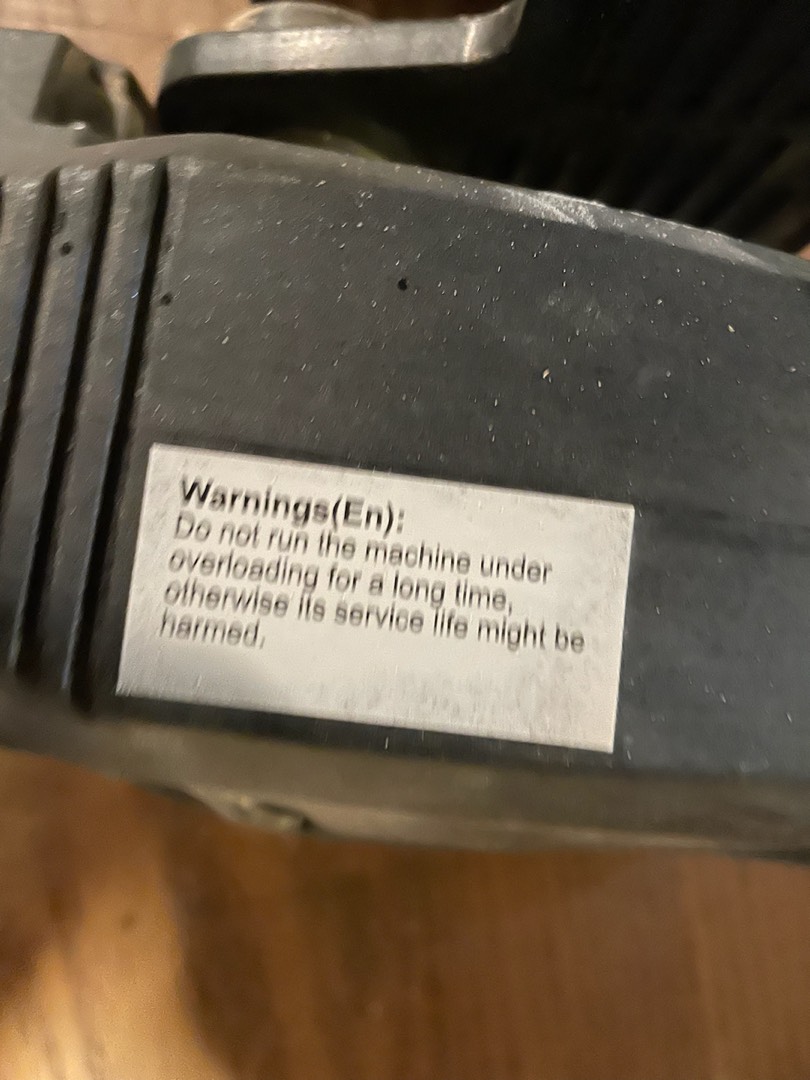 Warnings(En):
Do not run the machine under
overloading for a long time,
otherwise its service life might be
harmed.